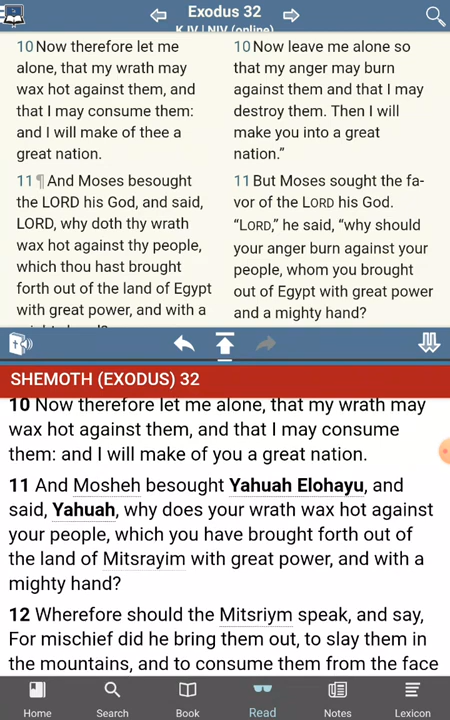 Exodus 32
KJV | NIV (online)
10 Now therefore let me
alone, that my wrath may
wax hot against them, and
that I may consume them:
and I will make of thee a
great nation.
11 ¶ And Moses besought
the LORD his God, and said,
LORD, why doth thy wrath
wax hot against thy people,
which thou hast brought
forth out of the land of Egypt
with great power, and with a
10 Now leave me alone so
that my anger may burn
against them and that I may
destroy them. Then I will
make you into a great
nation.”
11 But Moses sought the fa-
vor of the LORD his God.
“LORD,” he said, “why should
your anger burn against your
people, whom you brought
out of Egypt with great power
and a mighty hand?
SHEMOTH (EXODUS) 32
10 Now therefore let me alone, that my wrath may
wax hot against them, and that I may consume
them: and I will make of you a great nation.
11 And Mosheh besought Yahuah Elohayu, and
said, Yahuah, why does your wrath wax hot against
your people, which you have brought forth out of
the land of Mitsrayim with great power, and with a
mighty hand?
12 Wherefore should the Mitsriym speak, and say,
For mischief did he bring them out, to slay them in
the mountains, and to consume them from the face
Home Search Book Read Notes Lexicon